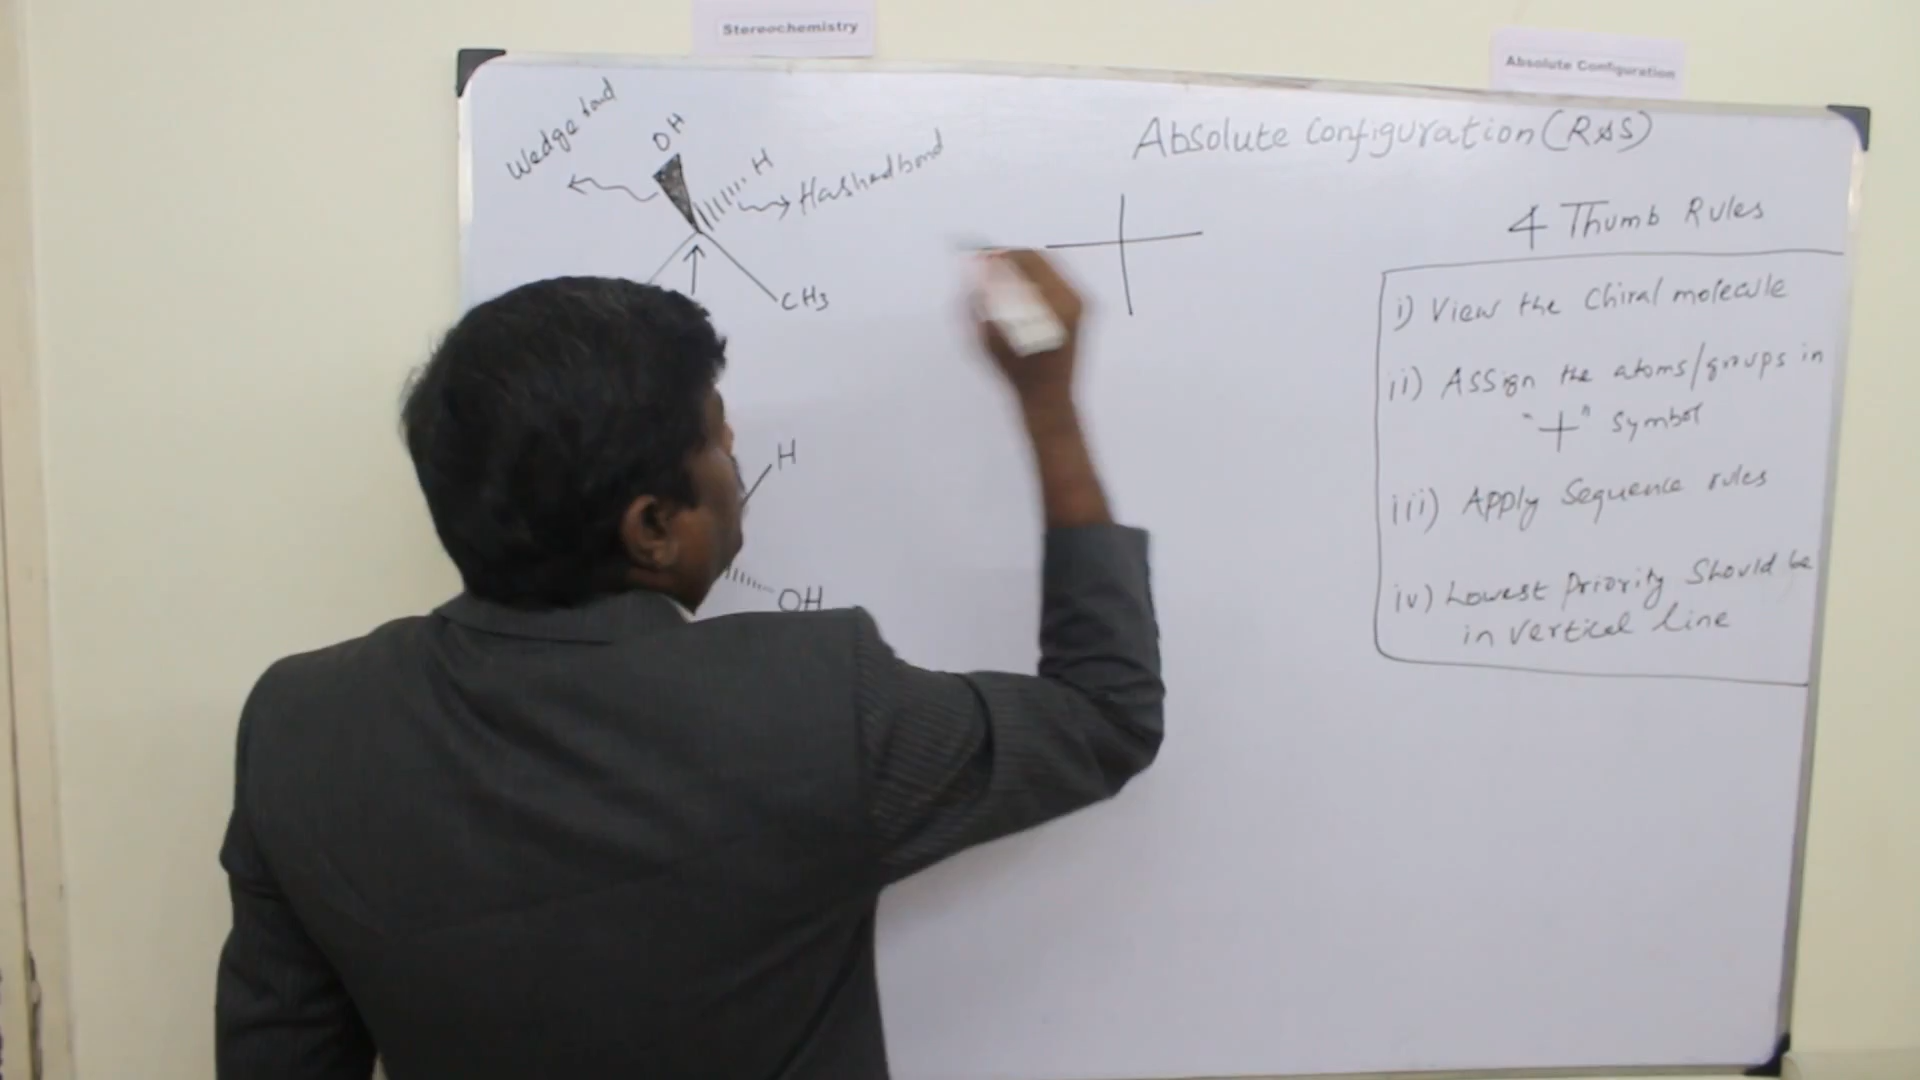 Stereochemistry
Absolute Configuration
Wedge bond
OH
H
Hashed bond
CH3
H
OH
Absolute Configuration (R&S)
4 Thumb Rules
i) View the Chiral molecule
ii) Assign the atoms/groups in
"+" symbol
iii) Apply Sequence rules
iv) Lowest Priority Should be
in vertical line